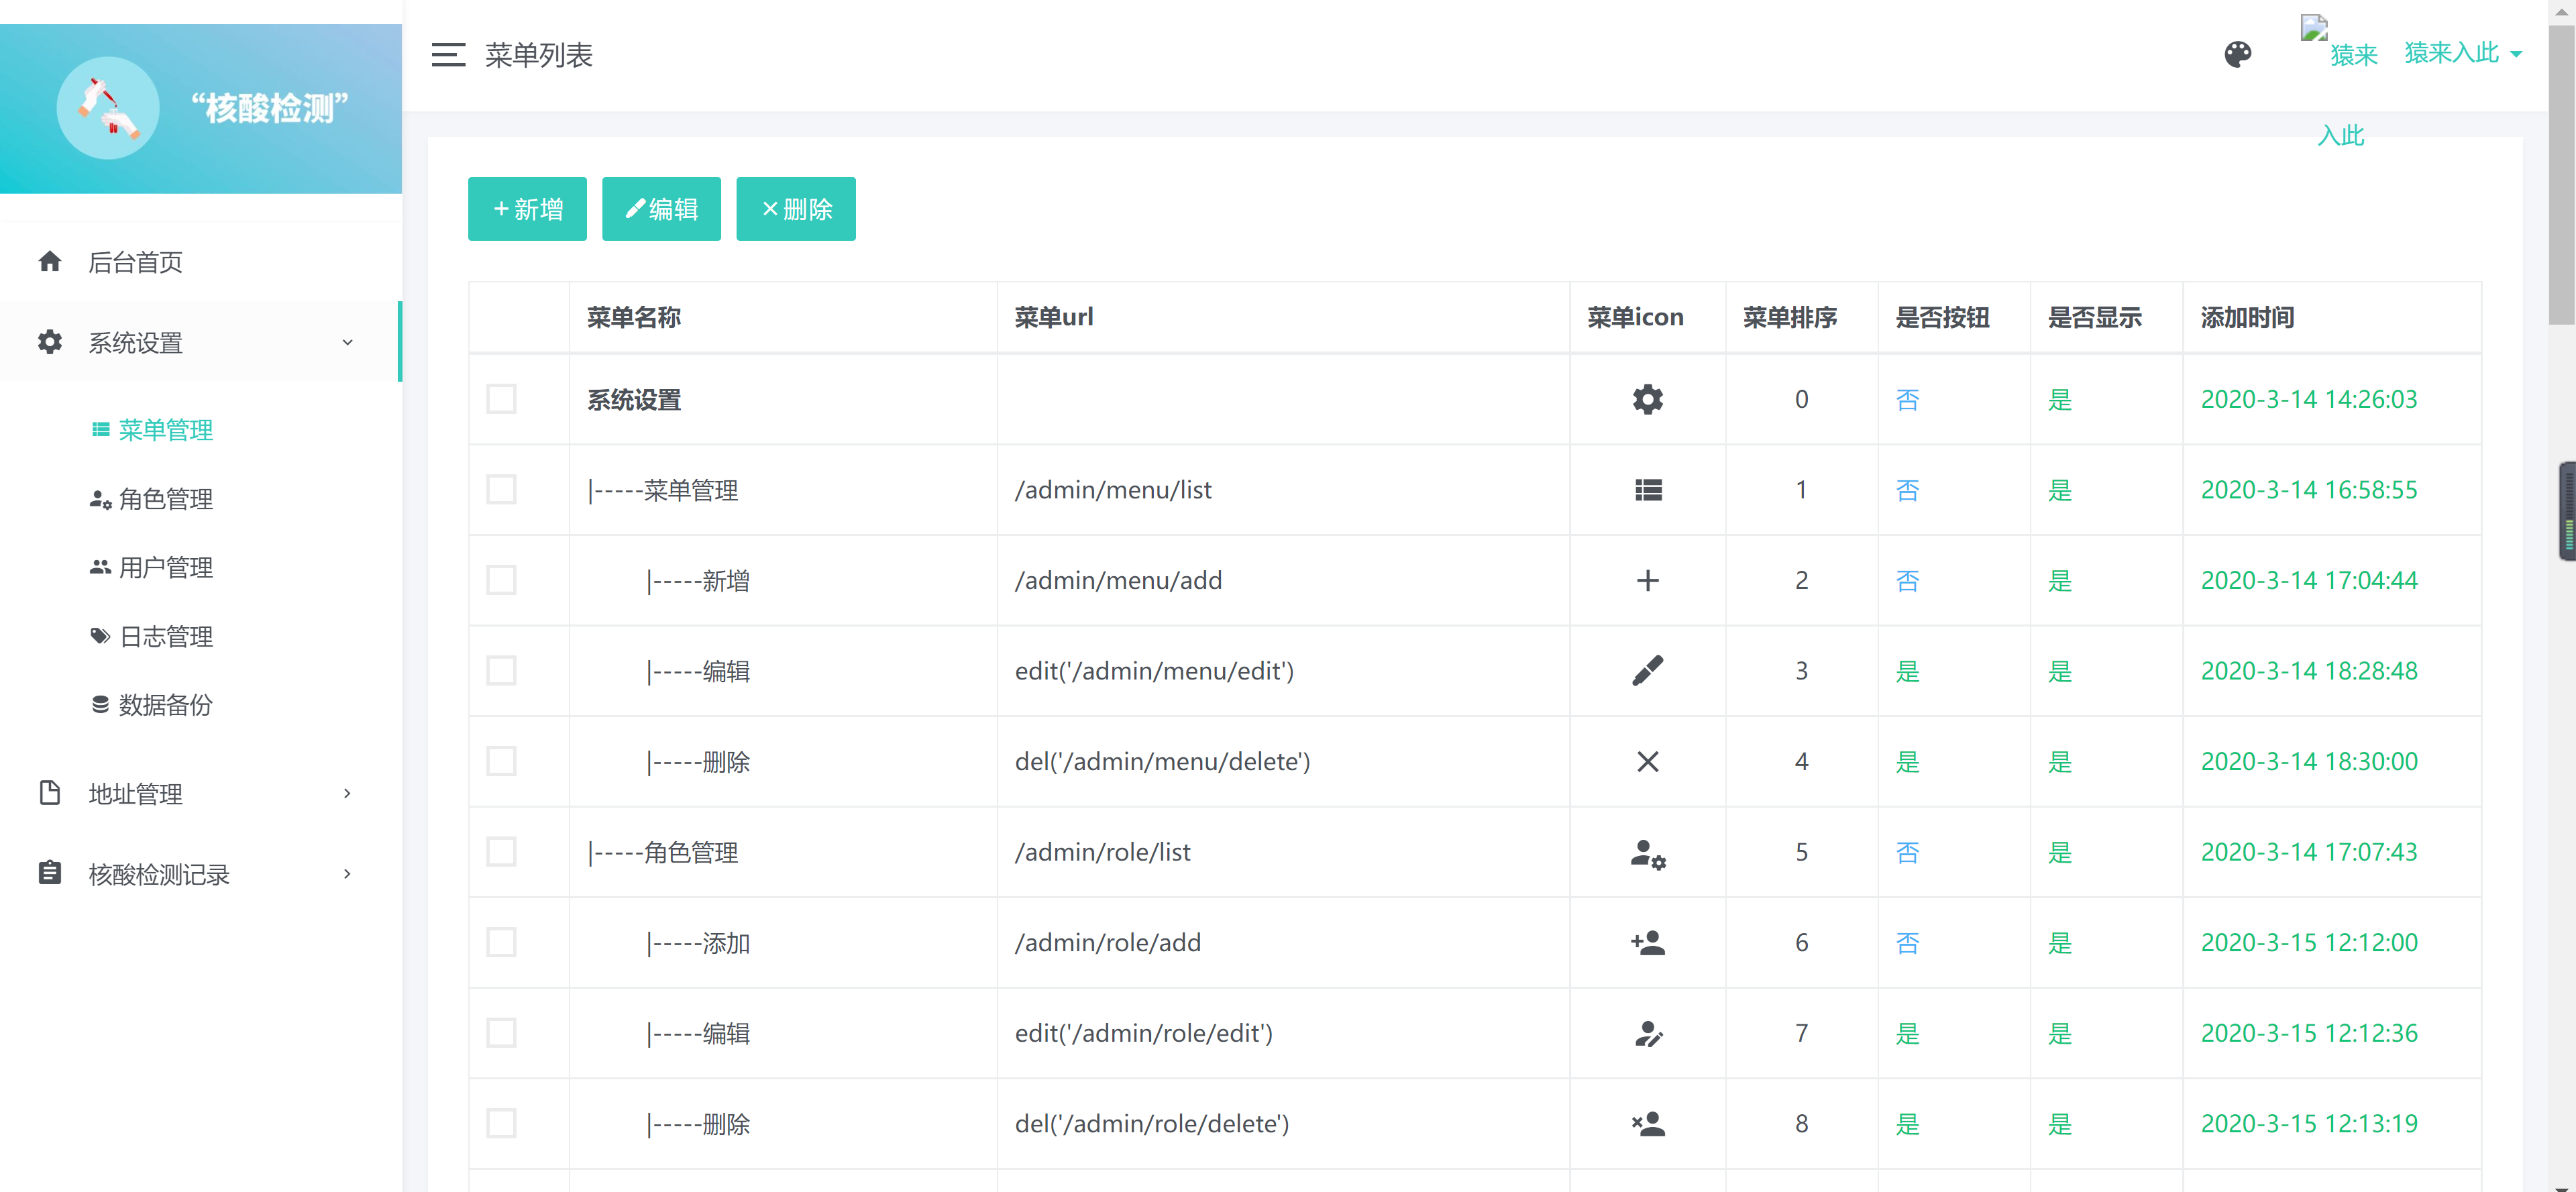 “核酸检测”
菜单列表
猿来入此
猿来入此
后台首页
系统设置
菜单管理
角色管理
用户管理
日志管理
数据备份
地址管理
核酸检测记录
新增 编辑 删除
菜单名称 菜单url 菜单icon 菜单排序 是否按钮 是否显示 添加时间
系统设置 0 否 是 2020-3-14 14:26:03
|-----菜单管理 /admin/menu/list 1 否 是 2020-3-14 16:58:55
|-----新增 /admin/menu/add 2 否 是 2020-3-14 17:04:44
|-----编辑 edit('/admin/menu/edit') 3 是 是 2020-3-14 18:28:48
|-----删除 del('/admin/menu/delete') 4 是 是 2020-3-14 18:30:00
|-----角色管理 /admin/role/list 5 否 是 2020-3-14 17:07:43
|-----添加 /admin/role/add 6 否 是 2020-3-15 12:12:00
|-----编辑 edit('/admin/role/edit') 7 是 是 2020-3-15 12:12:36
|-----删除 del('/admin/role/delete') 8 是 是 2020-3-15 12:13:19